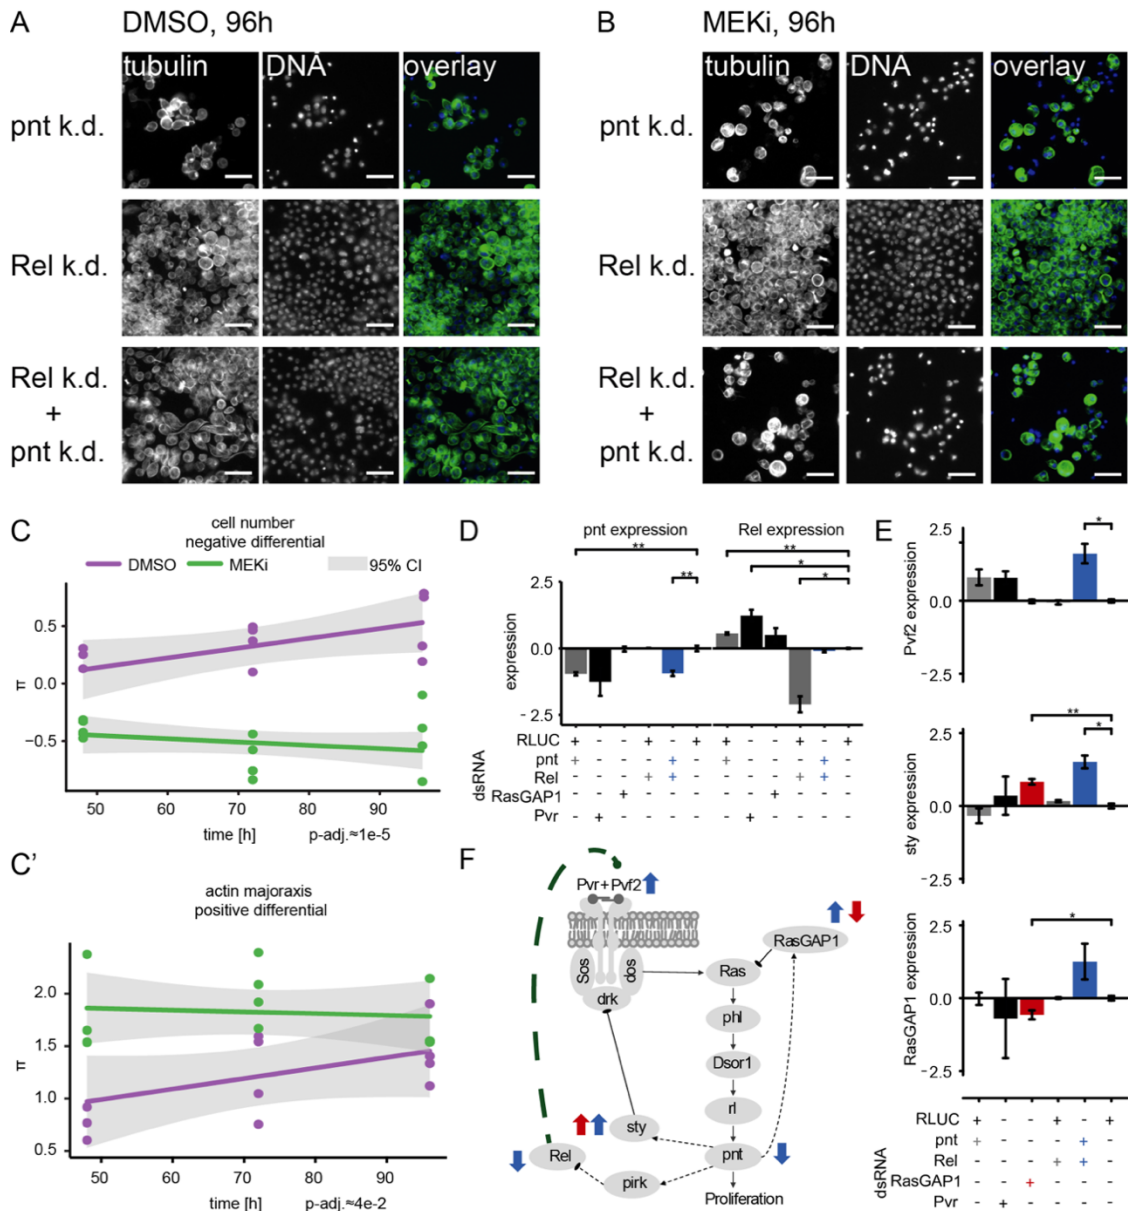 A DMSO, 96h
tubulin DNA overlay
pnt k.d.
Rel k.d.
Rel k.d.
+
pnt k.d.
B MEKi, 96h
tubulin DNA overlay
pnt k.d.
Rel k.d.
Rel k.d.
+
pnt k.d.
C
cell number
negative differential
DMSO MEKi 95% CI
0.5
0.0
−0.5
π
50 60 70 80 90
time [h] p-adj.≈1e-5
C'
actin majoraxis
positive differential
2.0
1.5
1.0
0.5
π
50 60 70 80 90
time [h] p-adj.≈4e-2
D
pnt expression Rel expression
** **
*
** *
expression
2.5
0.0
−2.5
dsRNA
RLUC + - - + - + + - - + - +
pnt + - - - + - + - - - + -
Rel - - - + + - - - - + + -
RasGAP1 - - + - - - - - + - - -
Pvr - + - - - - - + - - - -
E
Pvf2 expression
2.5
0.0
−2.5
*
sty expression
2.5
0.0
−2.5
**
*
RasGAP1 expression
2.5
0.0
−2.5
*
dsRNA
RLUC + - - + - +
pnt + - - - + -
Rel - - - + + -
RasGAP1 - - + - - -
Pvr - + - - - -
F
Pvr+Pvf2
RasGAP1
Sos dos
Ras
drk
phl
Dsor1
rl
sty
Rel
pnt
pirk
Proliferation